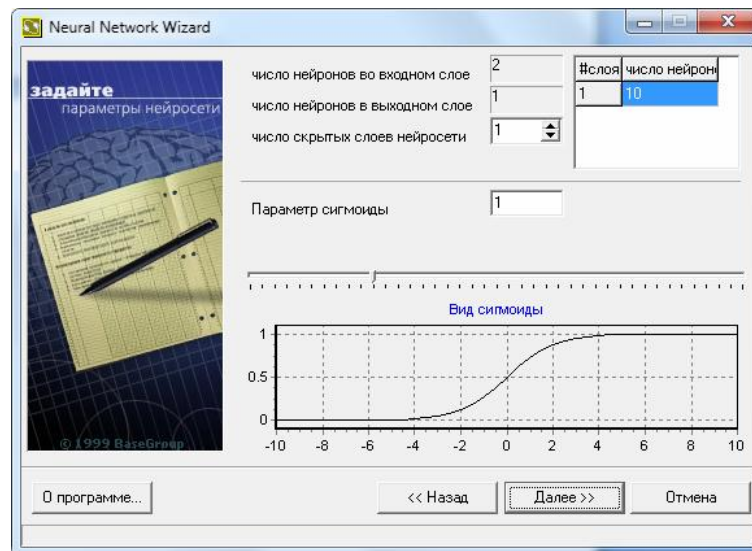 Neural Network Wizard
задайте
параметры нейросети
© 1999 BaseGroup
число нейронов во входном слое 2
число нейронов в выходном слое 1
число скрытых слоев нейросети 1
#слоя число нейроно
1 10
Параметр сигмоиды 1
Вид сигмоиды
1
0.5
0
-10 -8 -6 -4 -2 0 2 4 6 8 10
О программе...
<< Назад
Далее >>
Отмена